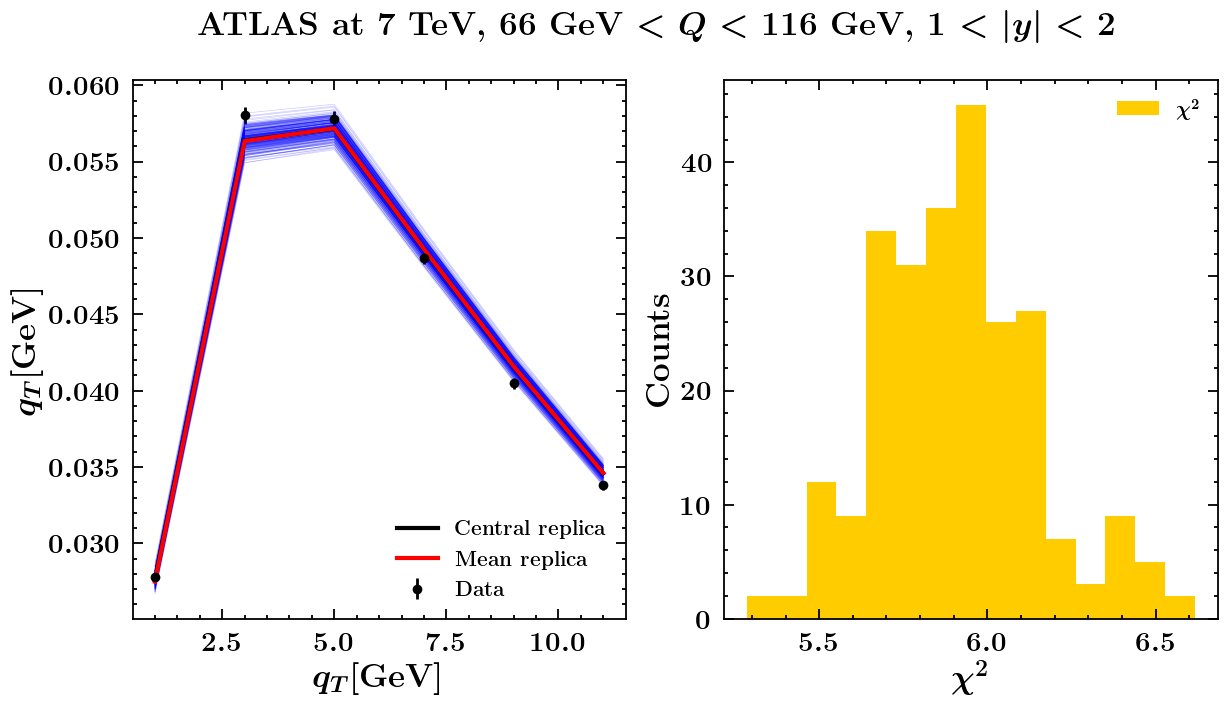 ATLAS at 7 TeV, 66 GeV < Q < 116 GeV, 1 < |y| < 2
0.060
0.055
0.050
0.045
0.040
0.035
0.030
q_T[GeV]
Central replica
Mean replica
Data
2.5 5.0 7.5 10.0
q_T[GeV]
χ²
40
30
20
10
0
Counts
5.5 6.0 6.5
χ²